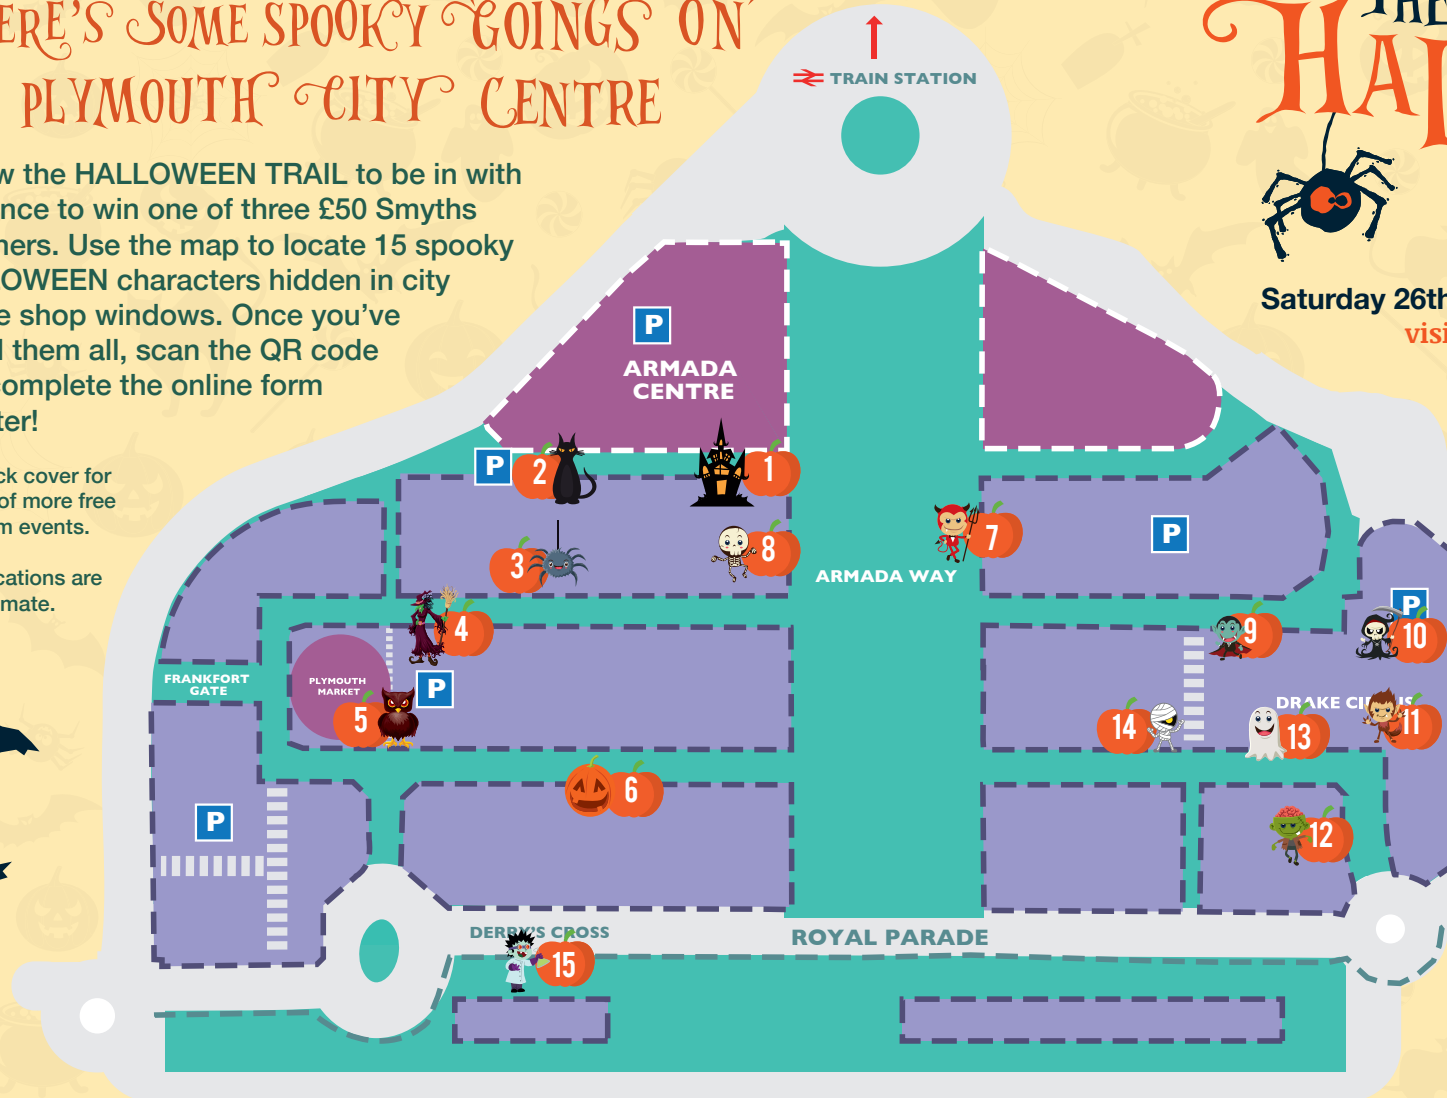 ERE'S SOME SPOOKY GOINGS ON
PLYMOUTH CITY CENTRE
w the HALLOWEEN TRAIL to be in with
nce to win one of three £50 Smyths
hers. Use the map to locate 15 spooky
OWEEN characters hidden in city
e shop windows. Once you've
d them all, scan the QR code
complete the online form
ter!
ck cover for
of more free
m events.
cations are
mate.
THE
HAL
Saturday 26th
visi
TRAIN STATION
P
ARMADA
CENTRE
P
2
1
3
8
7
P
ARMADA WAY
4
P
9
10
FRANKFORT
GATE
PLYMOUTH
MARKET
P
5
DRAKE CI
S
14
13
11
6
P
12
DERRY'S CROSS
ROYAL PARADE
15